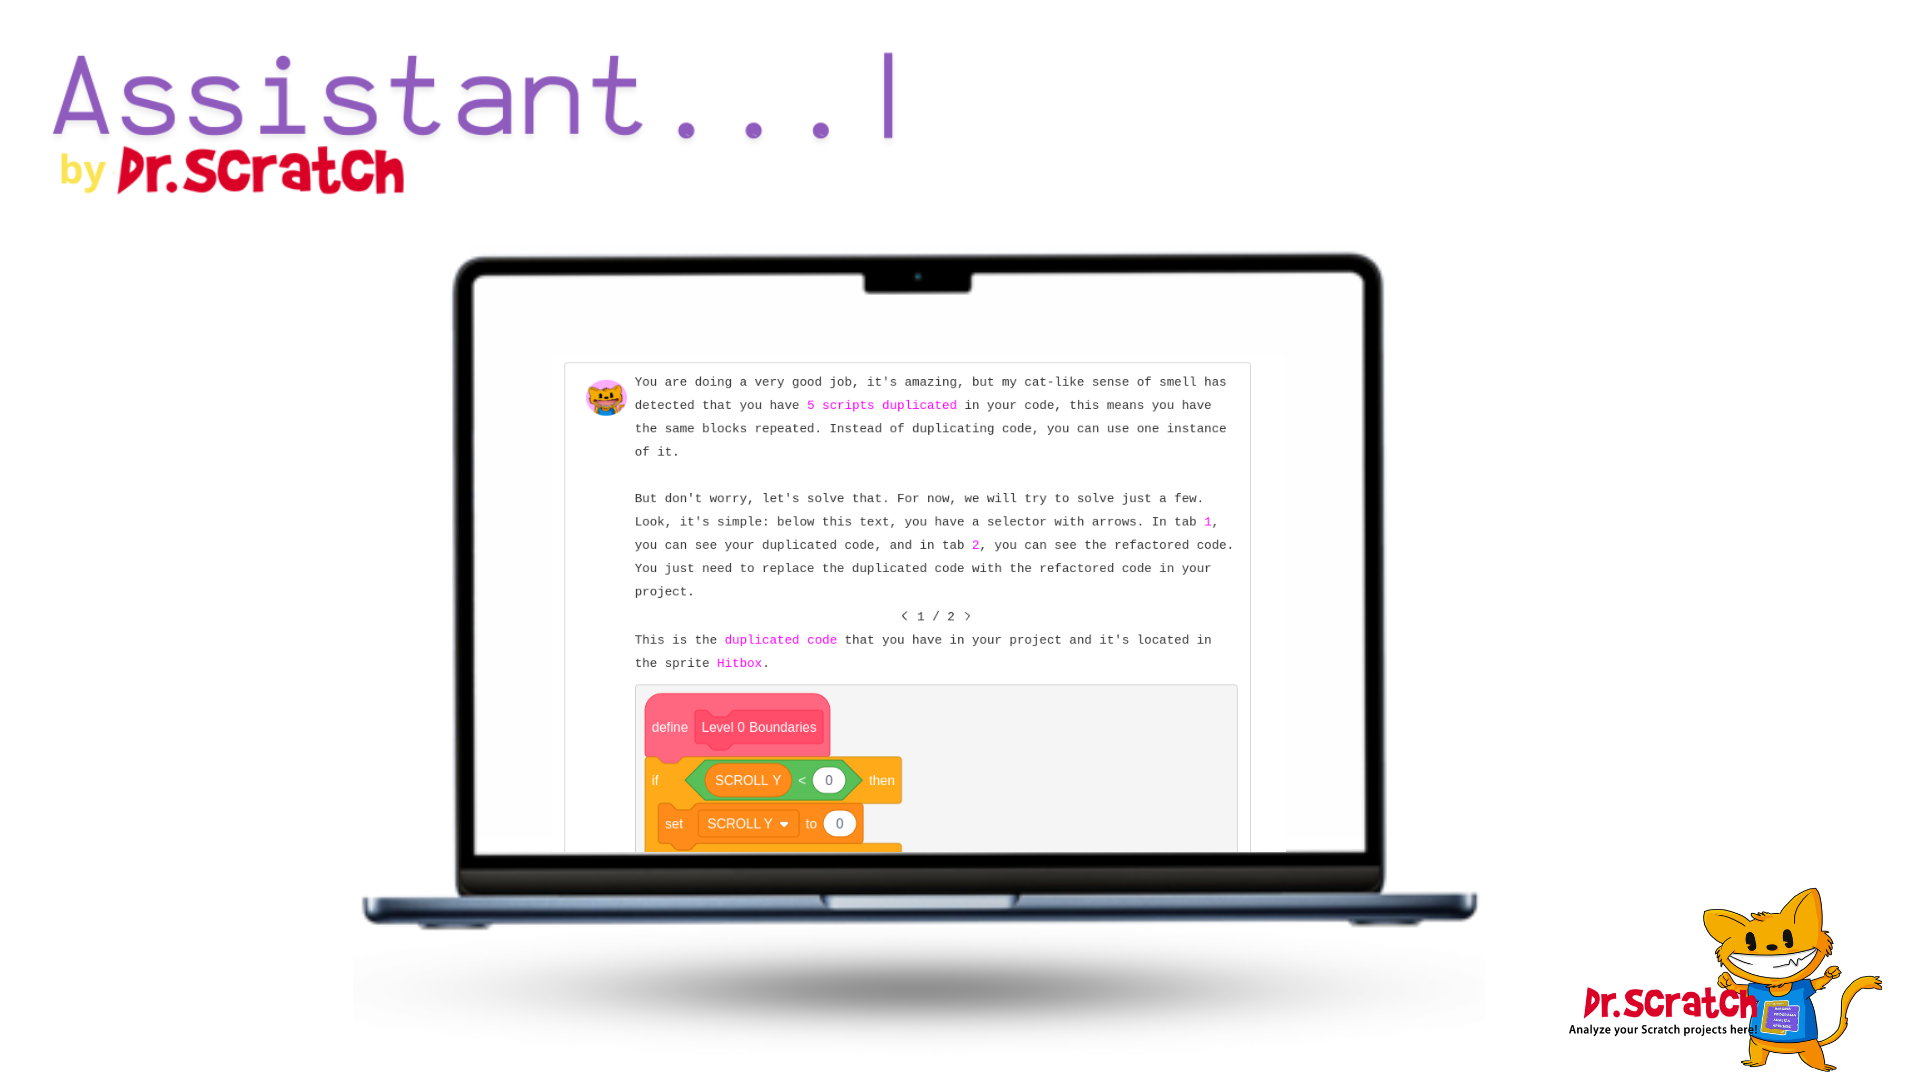 Assistant...|
by Dr.Scratch
You are doing a very good job, it's amazing, but my cat-like sense of smell has
detected that you have 5 scripts duplicated in your code, this means you have
the same blocks repeated. Instead of duplicating code, you can use one instance
of it.
But don't worry, let's solve that. For now, we will try to solve just a few.
Look, it's simple: below this text, you have a selector with arrows. In tab 1,
you can see your duplicated code, and in tab 2, you can see the refactored code.
You just need to replace the duplicated code with the refactored code in your
project.
< 1 / 2 >
This is the duplicated code that you have in your project and it's located in
the sprite Hitbox.
define Level 0 Boundaries
if SCROLL Y < 0 then
set SCROLL Y to 0
Dr.Scratch
Analyze your Scratch projects here!